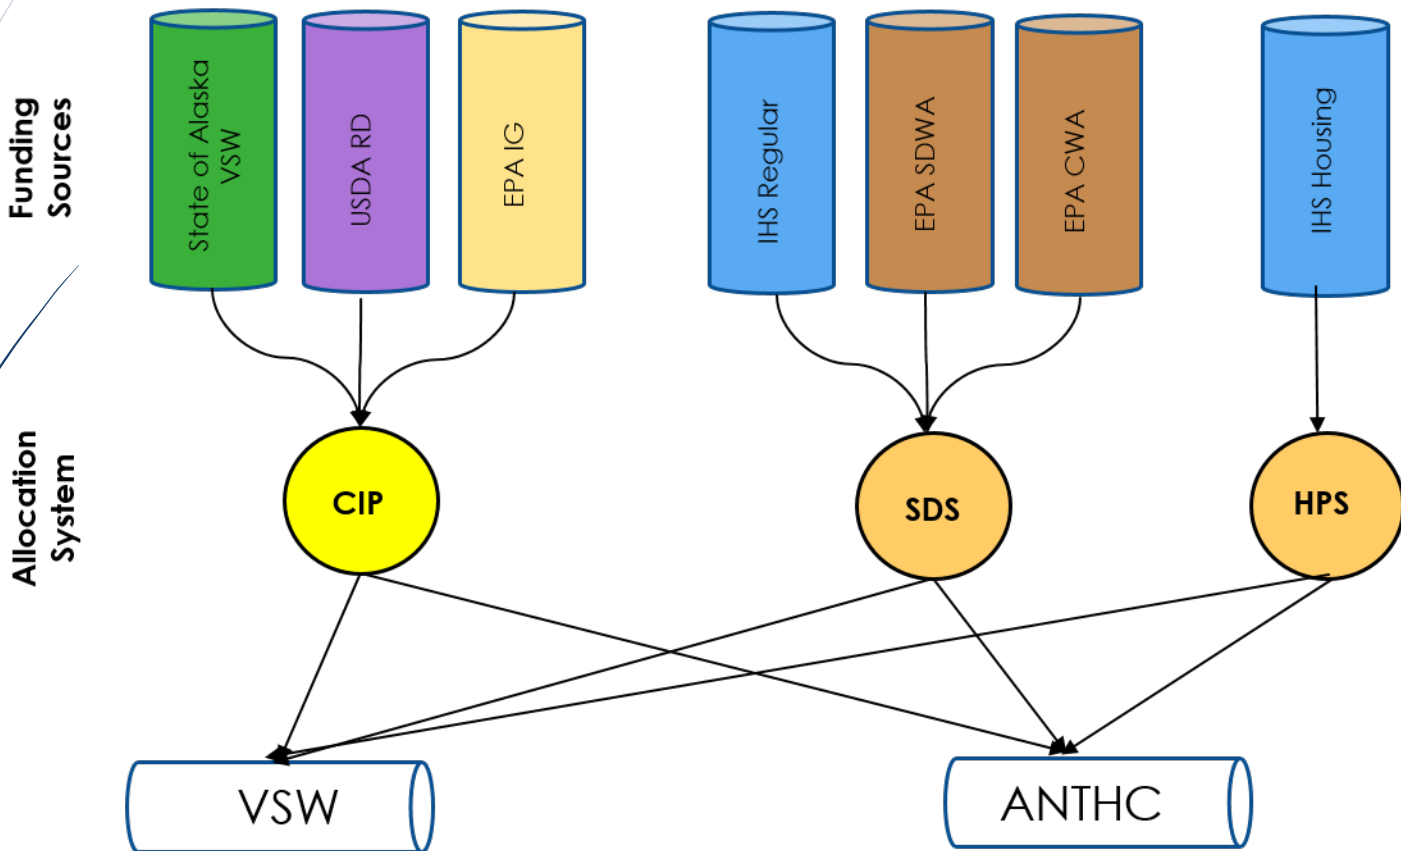 Funding
Sources
State of Alaska
VSW
USDA RD
EPA IG
IHS Regular
EPA SDWA
EPA CWA
IHS Housing
Allocation
System
CIP
SDS
HPS
VSW
ANTHC